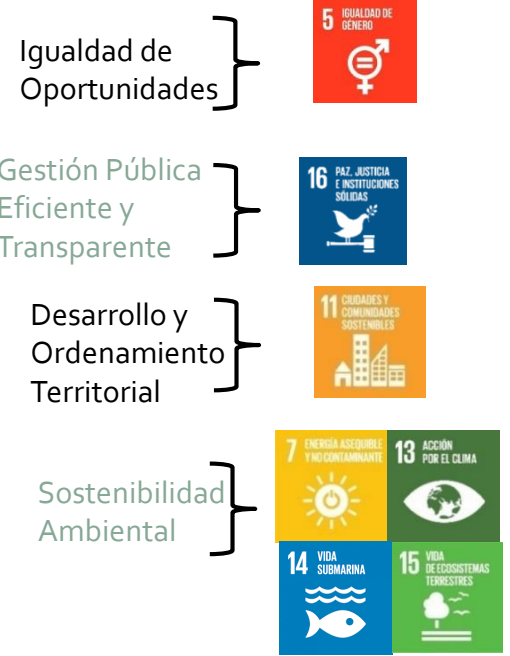 Igualdad de
Oportunidades
5 IGUALDAD DE
GÉNERO
Gestión Pública
Eficiente y
Transparente
16 PAZ, JUSTICIA
E INSTITUCIONES
SÓLIDAS
Desarrollo y
Ordenamiento
Territorial
11 CIUDADES Y
COMUNIDADES
SOSTENIBLES
Sostenibilidad
Ambiental
7 ENERGÍA ASEQUIBLE
Y NO CONTAMINANTE
13 ACCIÓN
POR EL CLIMA
14 VIDA
SUBMARINA
15 VIDA
DE ECOSISTEMAS
TERRESTRES